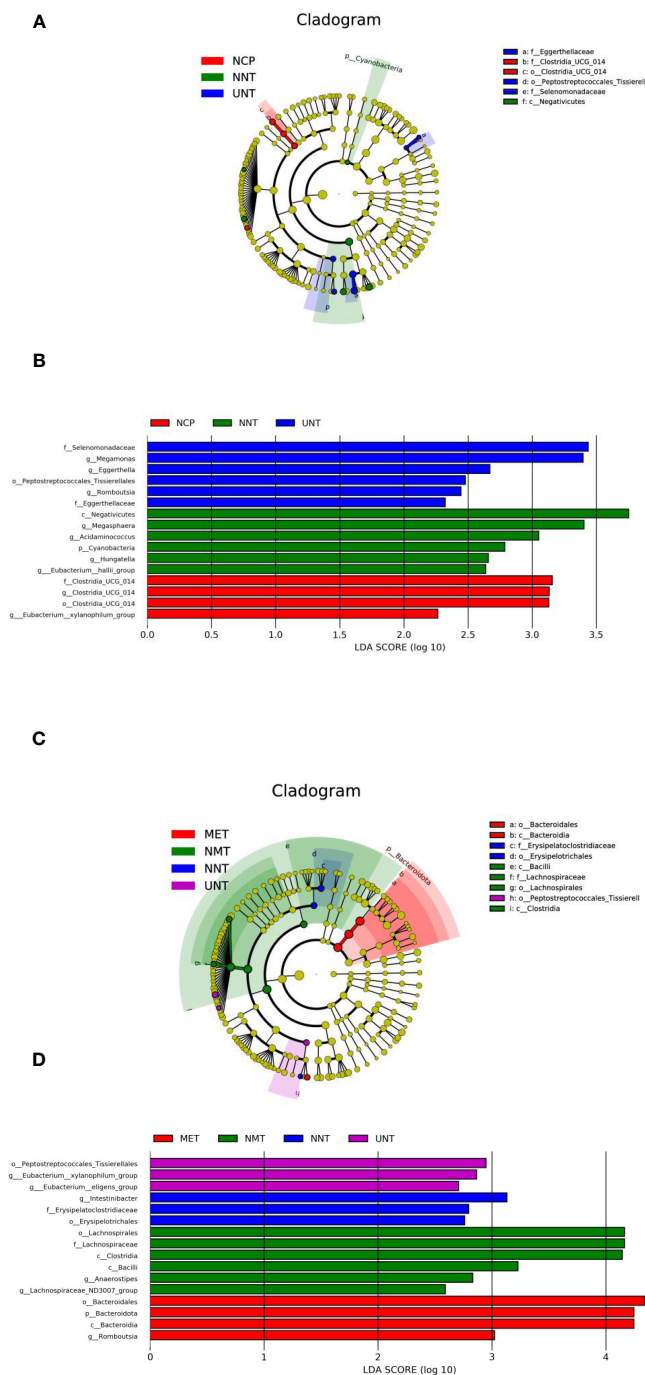 A
Cladogram
NCP
NNT
UNT
a: f__Eggerthellaceae
b: f__Clostridia_UCG_014
c: o__Clostridia_UCG_014
d: o__Peptostreptococcales_Tissierell
e: f__Selenomonadaceae
f: c__Negativicutes
p__Cyanobacteria
a
c
d
e
f
B
NCP NNT UNT
f__Selenomonadaceae
g__Megamonas
g__Eggerthella
o__Peptostreptococcales_Tissierellales
g__Romboutsia
f__Eggerthellaceae
c__Negativicutes
g__Megasphaera
g__Acidaminococcus
p__Cyanobacteria
g__Hungatella
g___Eubacterium__hallii_group
f__Clostridia_UCG_014
g__Clostridia_UCG_014
o__Clostridia_UCG_014
g___Eubacterium__xylanophilum_group
0.0 0.5 1.0 1.5 2.0 2.5 3.0 3.5
LDA SCORE (log 10)
C
Cladogram
MET
NMT
NNT
UNT
a: o__Bacteroidales
b: c__Bacteroidia
c: f__Erysipelatoclostridiaceae
d: o__Erysipelotrichales
e: c__Bacilli
f: f__Lachnospiraceae
g: o__Lachnospirales
h: o__Peptostreptococcales_Tissierell
i: c__Clostridia
p__Bacteroidota
e
d
c
b
a
g
f
i
h
D
MET NMT NNT UNT
o__Peptostreptococcales_Tissierellales
g___Eubacterium__xylanophilum_group
g___Eubacterium__eligens_group
g__Intestinibacter
f__Erysipelatoclostridiaceae
o__Erysipelotrichales
o__Lachnospirales
f__Lachnospiraceae
c__Clostridia
c__Bacilli
g__Anaerostipes
g__Lachnospiraceae_ND3007_group
o__Bacteroidales
p__Bacteroidota
c__Bacteroidia
g__Romboutsia
0 1 2 3 4
LDA SCORE (log 10)